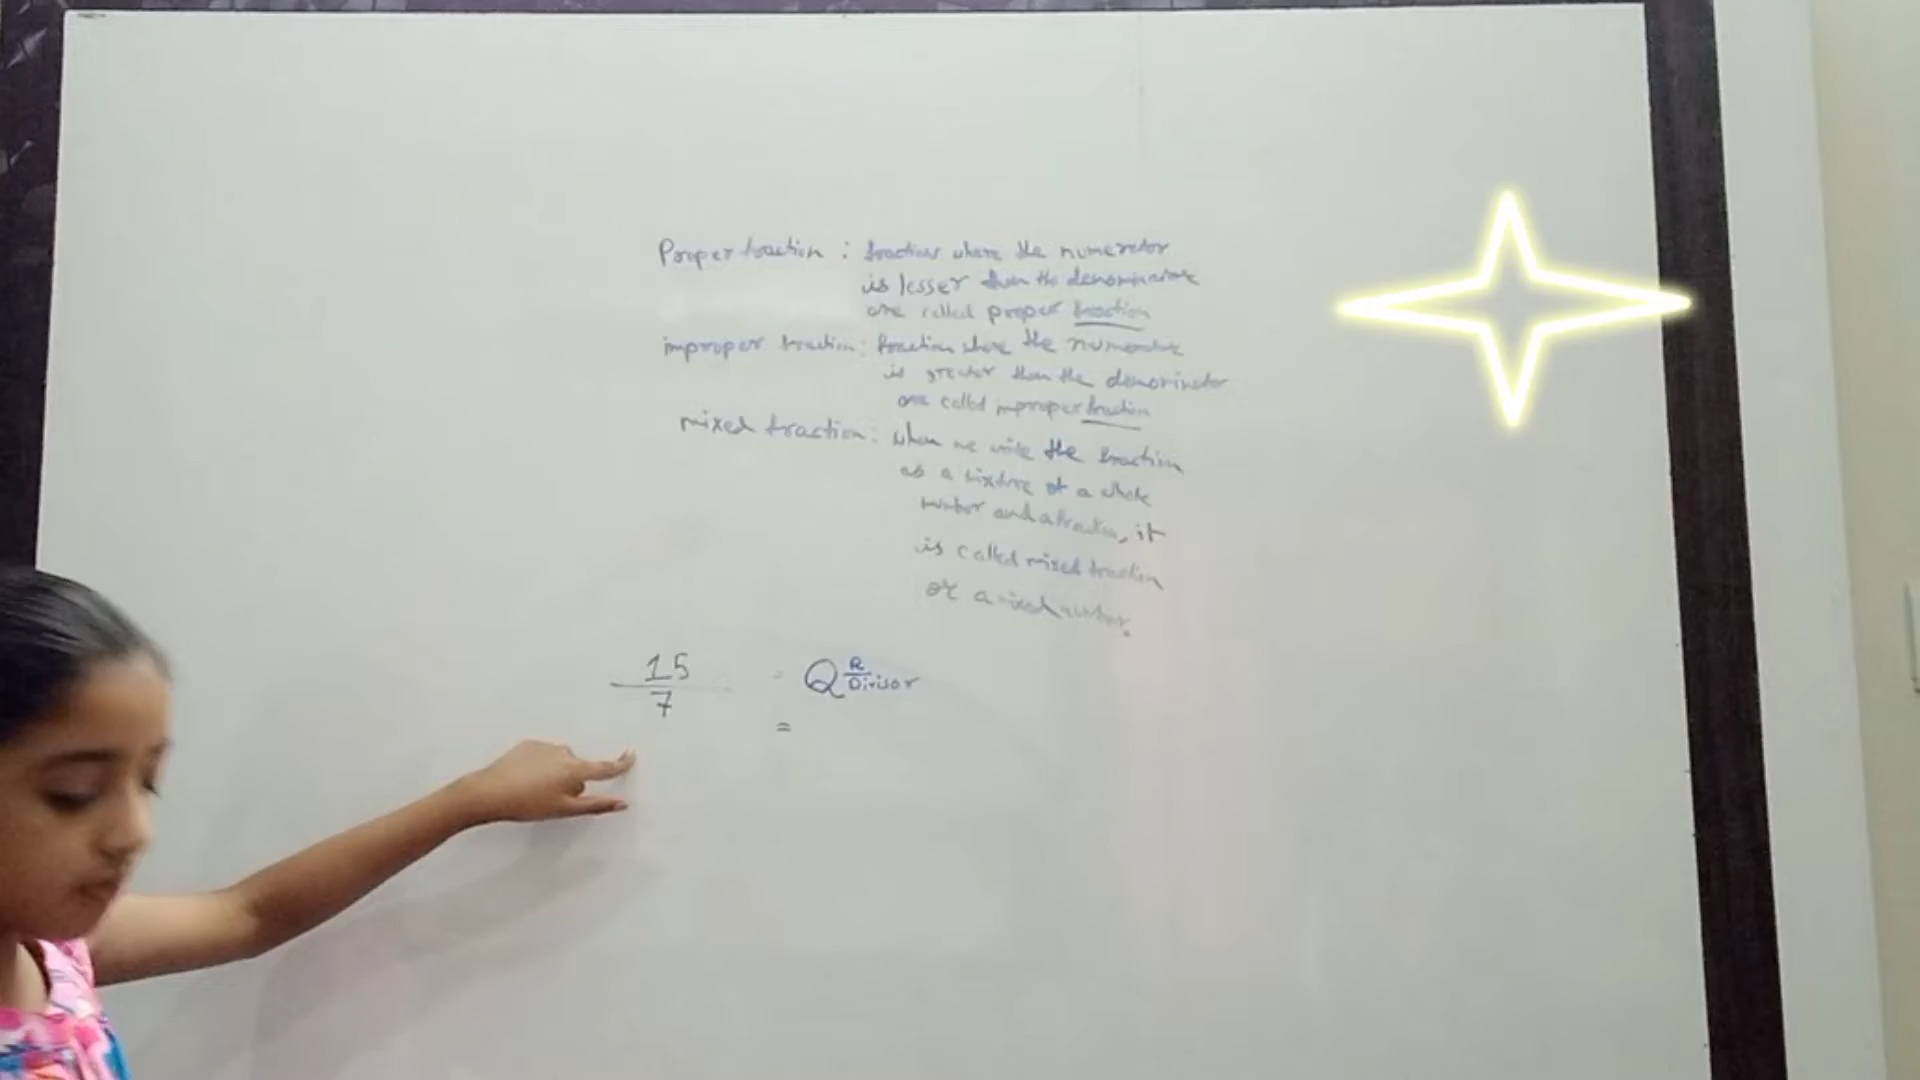 Proper fraction : fractions where the numerator
is lesser than the denominator
are called proper fraction
improper fraction : fraction where the numerator
is greater than the denominator
are called improper fraction
mixed fraction : when we write the fraction
as a mixture of a whole
number and a fraction, it
is called mixed fraction
or a mixed number.
15/7 = Q R/Divisor
=